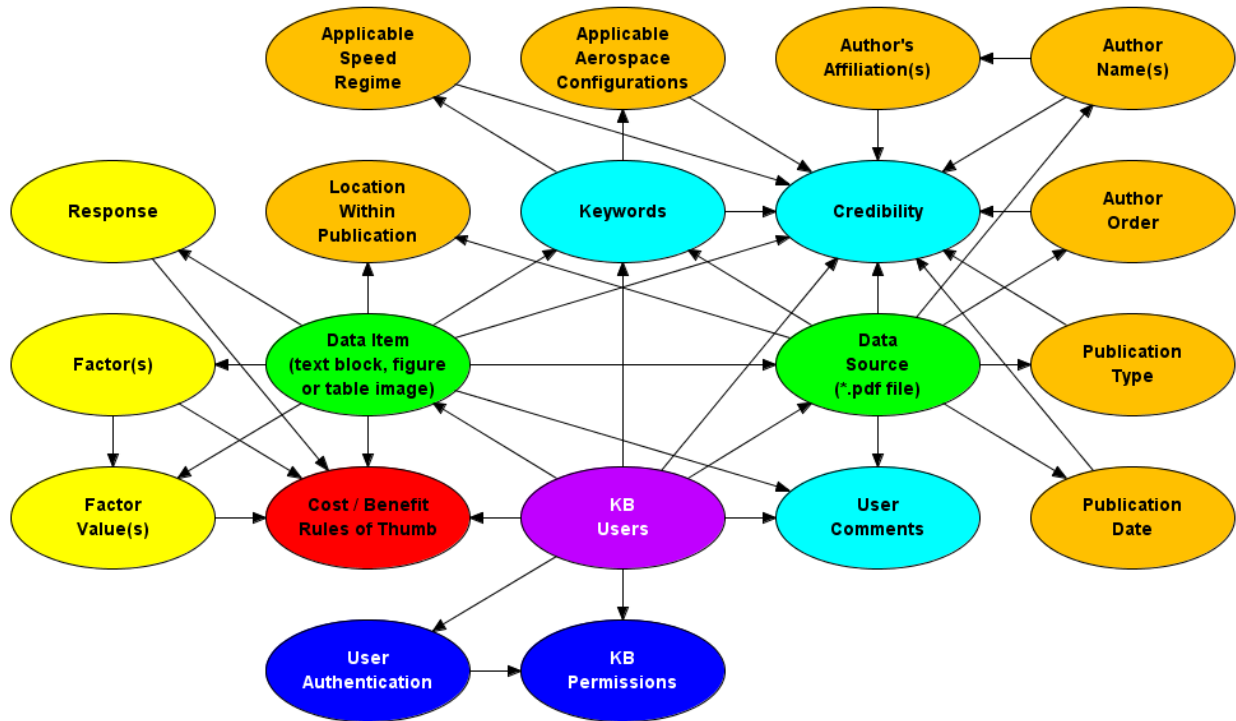 Applicable
Speed
Regime
Applicable
Aerospace
Configurations
Author's
Affiliation(s)
Author
Name(s)
Response
Location
Within
Publication
Keywords
Credibility
Author
Order
Factor(s)
Data Item
(text block, figure
or table image)
Data
Source
(*.pdf file)
Publication
Type
Factor
Value(s)
Cost / Benefit
Rules of Thumb
KB
Users
User
Comments
Publication
Date
User
Authentication
KB
Permissions